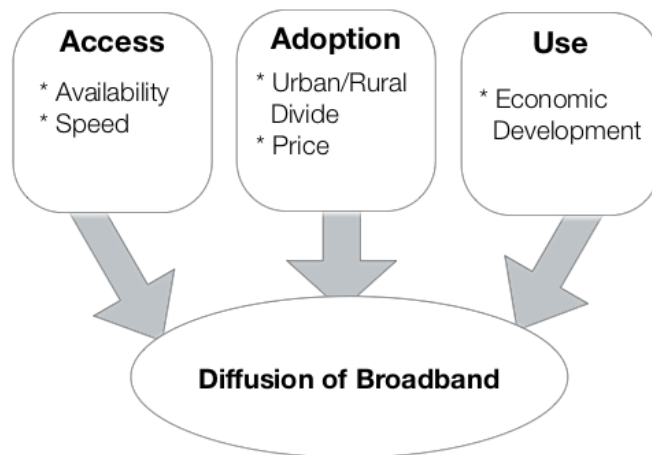 Access
* Availability
* Speed
Adoption
* Urban/Rural
Divide
* Price
Use
* Economic
Development
Diffusion of Broadband